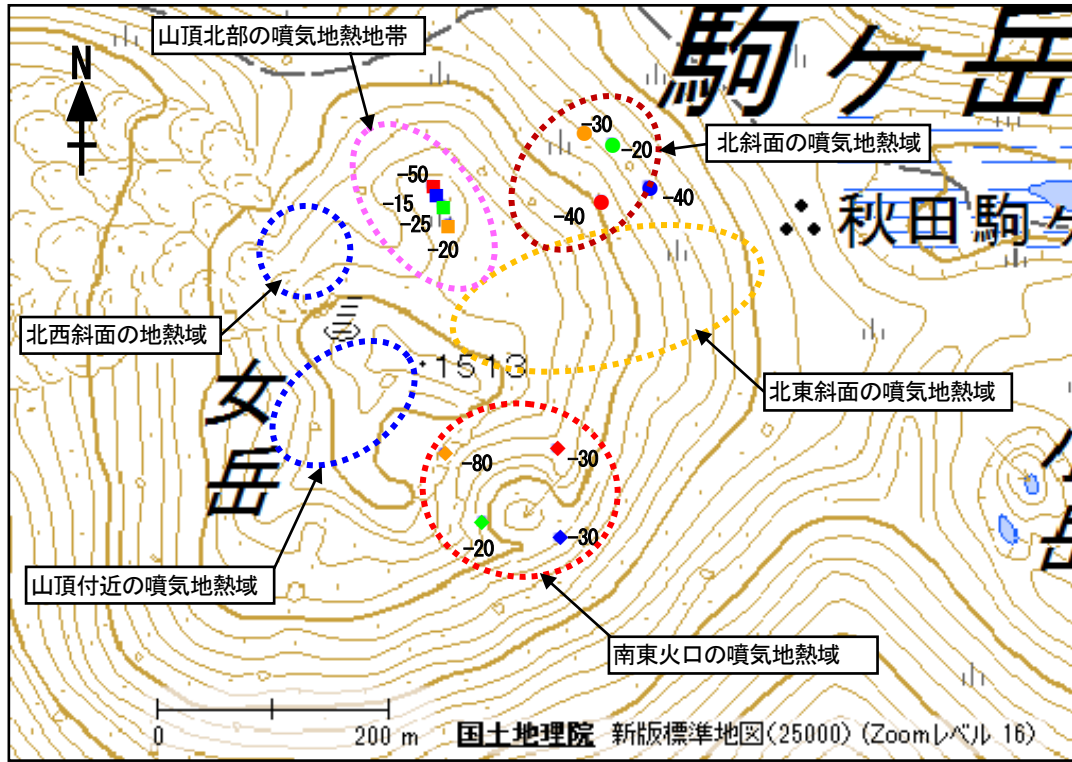 山頂北部の噴気地熱地帯
駒ヶ岳
N
-30
-20
北斜面の噴気地熱域
-50
-15
-25
-20
-40
-40
秋田駒ヶ
北西斜面の地熱域
・1513
女岳
北東斜面の噴気地熱域
-80
-30
小岳
-20
-30
山頂付近の噴気地熱域
南東火口の噴気地熱域
0
200 m
国土地理院 新版標準地図(25000) (Zoomレベル 16)